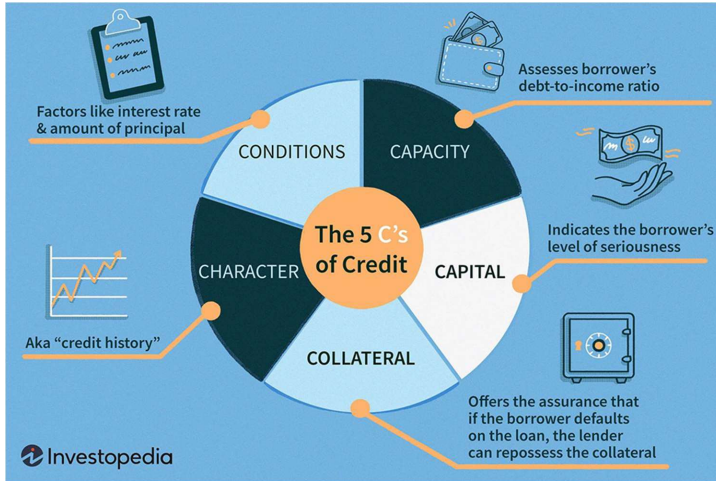 Factors like interest rate
& amount of principal
CONDITIONS
CAPACITY
Assesses borrower’s
debt-to-income ratio
The 5 C’s
of Credit
CHARACTER
CAPITAL
Indicates the borrower’s
level of seriousness
Aka “credit history”
COLLATERAL
Offers the assurance that
if the borrower defaults
on the loan, the lender
can repossess the collateral
Investopedia